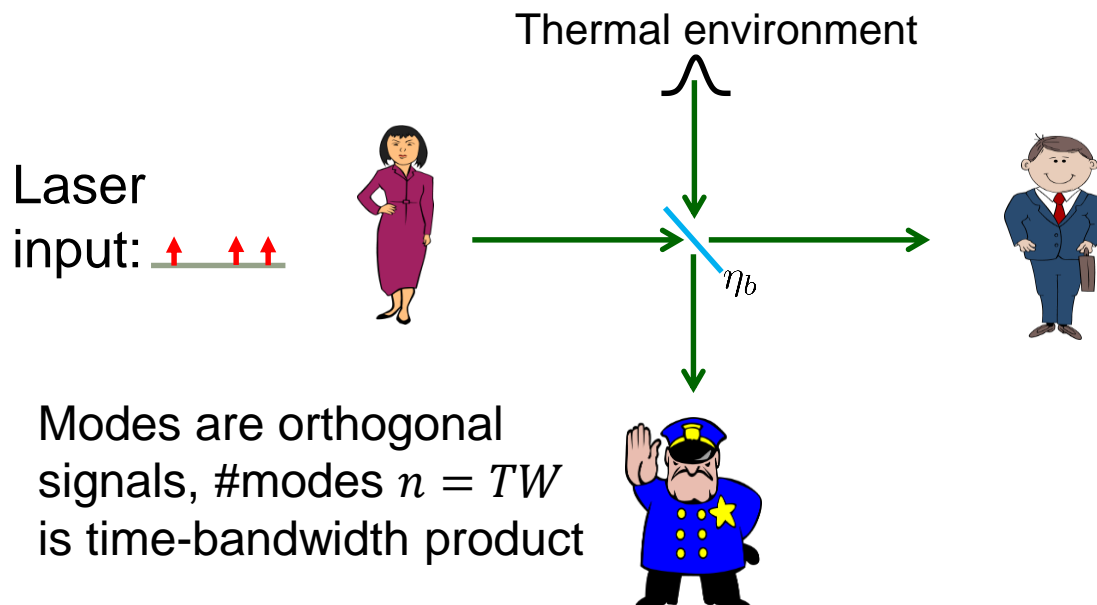 Thermal environment
Laser
input:
η_b
Modes are orthogonal
signals, #modes n = TW
is time-bandwidth product